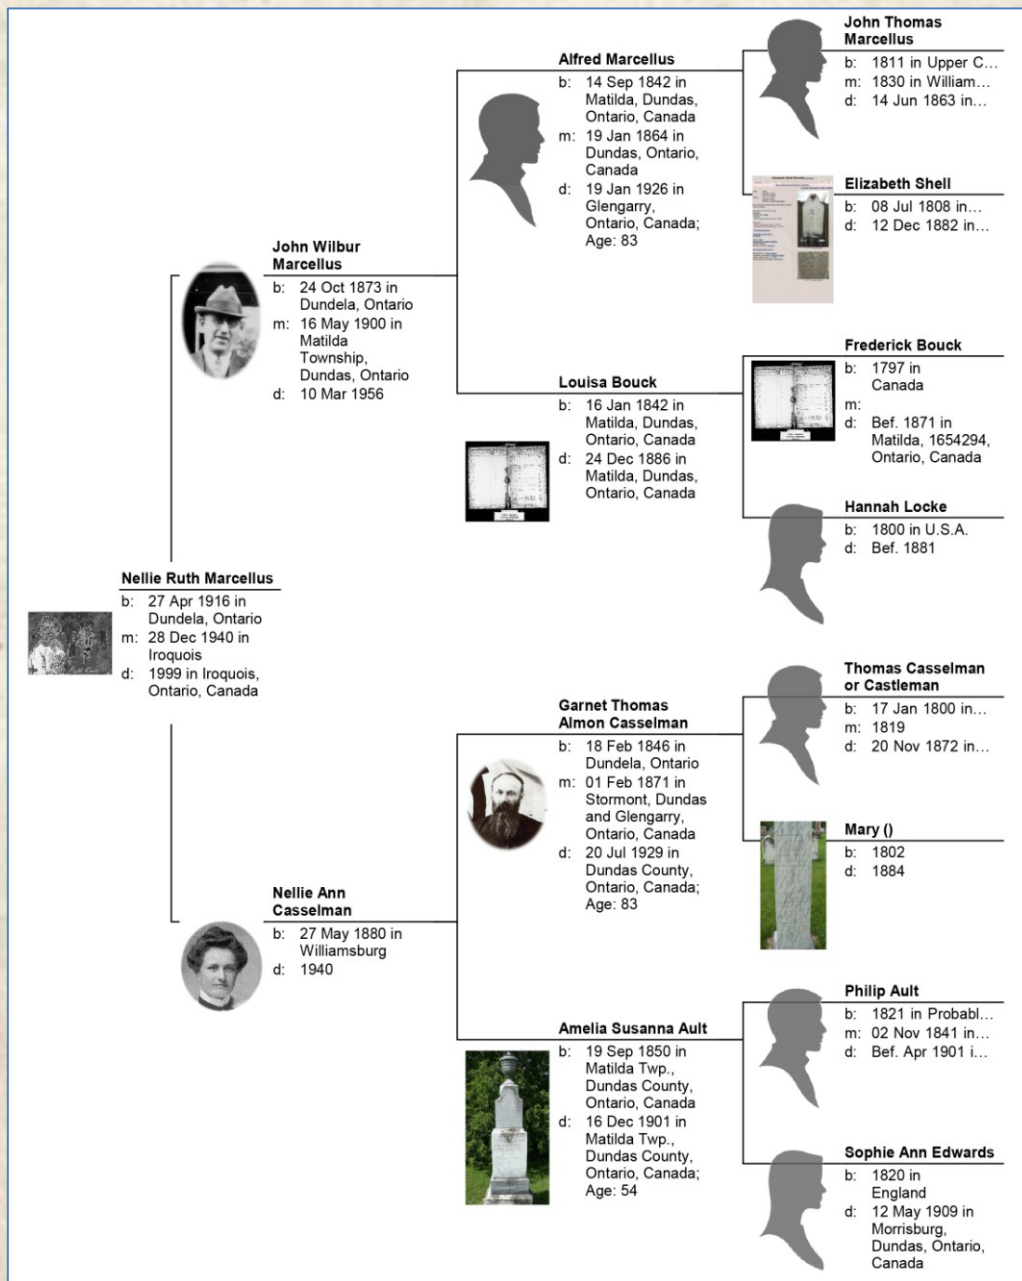 John Thomas
Marcellus
b: 1811 in Upper C...
m: 1830 in William...
d: 14 Jun 1863 in...
Alfred Marcellus
b: 14 Sep 1842 in
Matilda, Dundas,
Ontario, Canada
m: 19 Jan 1864 in
Dundas, Ontario,
Canada
d: 19 Jan 1926 in
Glengarry,
Ontario, Canada;
Age: 83
Elizabeth Shell
b: 08 Jul 1808 in...
d: 12 Dec 1882 in...
John Wilbur
Marcellus
b: 24 Oct 1873 in
Dundela, Ontario
m: 16 May 1900 in
Matilda
Township,
Dundas, Ontario
d: 10 Mar 1956
Frederick Bouck
b: 1797 in
Canada
m:
d: Bef. 1871 in
Matilda, 1654294,
Ontario, Canada
Louisa Bouck
b: 16 Jan 1842 in
Matilda, Dundas,
Ontario, Canada
d: 24 Dec 1886 in
Matilda, Dundas,
Ontario, Canada
Hannah Locke
b: 1800 in U.S.A.
d: Bef. 1881
Nellie Ruth Marcellus
b: 27 Apr 1916 in
Dundela, Ontario
m: 28 Dec 1940 in
Iroquois
d: 1999 in Iroquois,
Ontario, Canada
Thomas Casselman
or Castleman
b: 17 Jan 1800 in...
m: 1819
d: 20 Nov 1872 in...
Garnet Thomas
Almon Casselman
b: 18 Feb 1846 in
Dundela, Ontario
m: 01 Feb 1871 in
Stormont, Dundas
and Glengarry,
Ontario, Canada
d: 20 Jul 1929 in
Dundas County,
Ontario, Canada;
Age: 83
Mary ()
b: 1802
d: 1884
Nellie Ann
Casselman
b: 27 May 1880 in
Williamsburg
d: 1940
Philip Ault
b: 1821 in Probabl...
m: 02 Nov 1841 in...
d: Bef. Apr 1901 i...
Amelia Susanna Ault
b: 19 Sep 1850 in
Matilda Twp.,
Dundas County,
Ontario, Canada
d: 16 Dec 1901 in
Matilda Twp.,
Dundas County,
Ontario, Canada;
Age: 54
Sophie Ann Edwards
b: 1820 in
England
d: 12 May 1909 in
Morrisburg,
Dundas, Ontario,
Canada